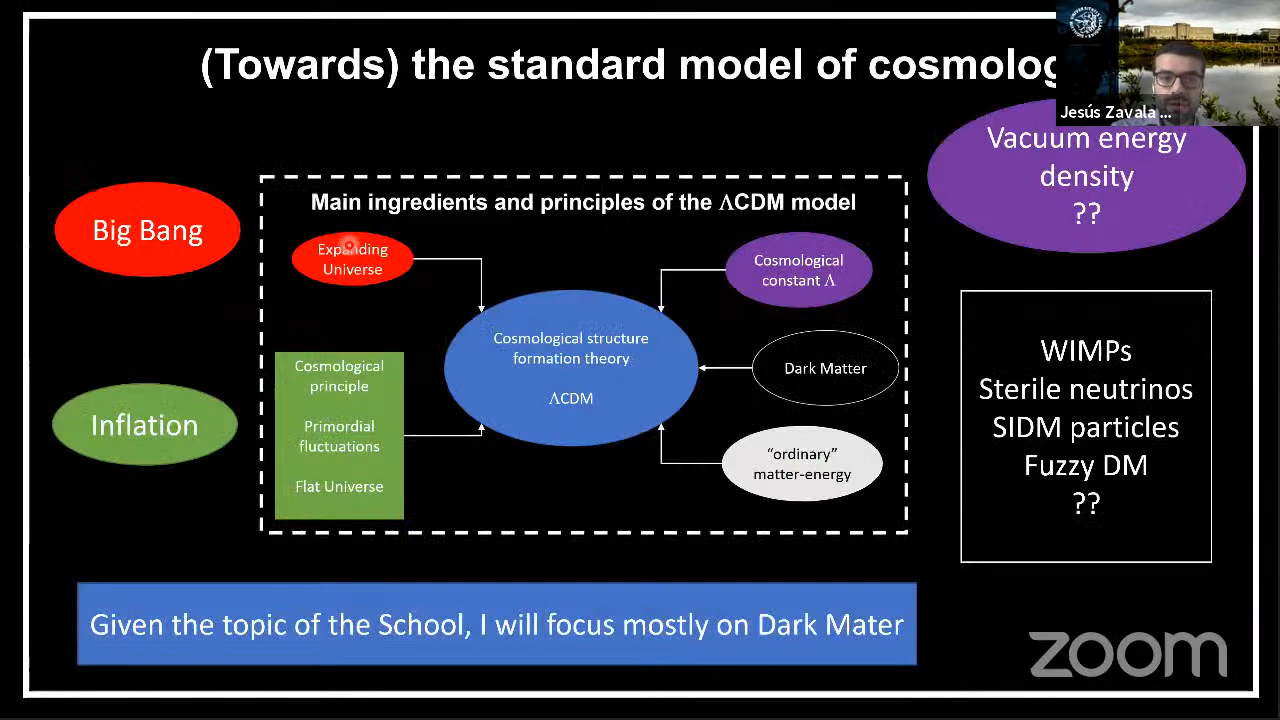 (Towards) the standard model of cosmolog
Jesús Zavala ...
Vacuum energy
density
??
Big Bang
Main ingredients and principles of the ΛCDM model
Expanding
Universe
Cosmological
constant Λ
Cosmological structure
formation theory
ΛCDM
Dark Matter
Cosmological
principle
Primordial
fluctuations
Flat Universe
"ordinary"
matter-energy
Inflation
WIMPs
Sterile neutrinos
SIDM particles
Fuzzy DM
??
Given the topic of the School, I will focus mostly on Dark Mater
zoom